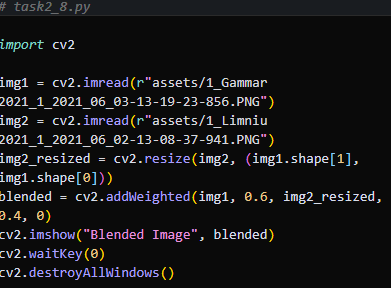 # task2_8.py
import cv2
img1 = cv2.imread(r"assets/1_Gammar
2021_1_2021_06_03-13-19-23-856.PNG")
img2 = cv2.imread(r"assets/1_Limniu
2021_1_2021_06_02-13-08-37-941.PNG")
img2_resized = cv2.resize(img2, (img1.shape[1],
img1.shape[0]))
blended = cv2.addWeighted(img1, 0.6, img2_resized,
0.4, 0)
cv2.imshow("Blended Image", blended)
cv2.waitKey(0)
cv2.destroyAllWindows()